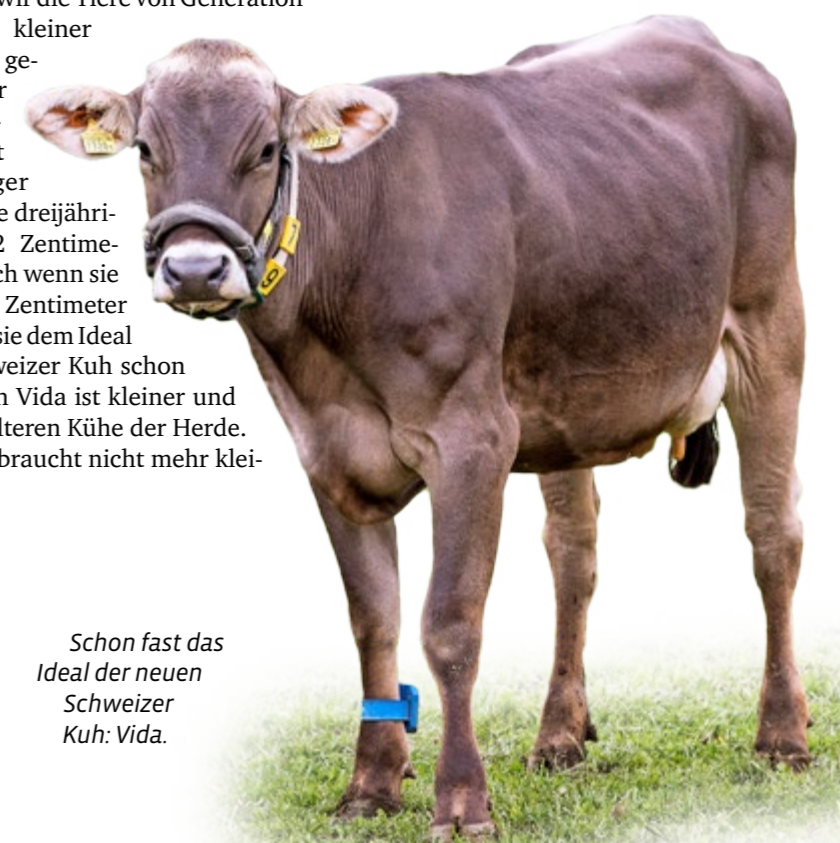 wir die Tiere von Generation
kleiner
ge-
r
t
ger
e dreijähri-
2 Zentime-
ch wenn sie
Zentimeter
sie dem Ideal
weizer Kuh schon
n Vida ist kleiner und
lteren Kühe der Herde.
braucht nicht mehr klei-
Schon fast das
Ideal der neuen
Schweizer
Kuh: Vida.
1
9